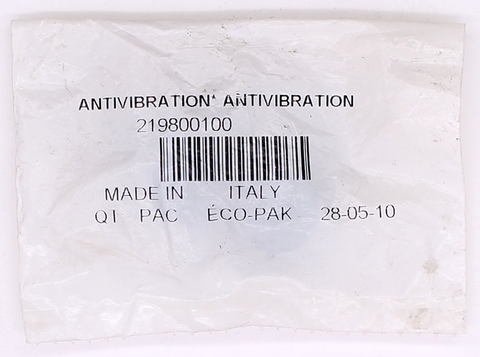 ANTIVIBRATION* ANTIVIBRATION
219800100
MADE IN ITALY
QT PAC ÉCO-PAK 28-05-10